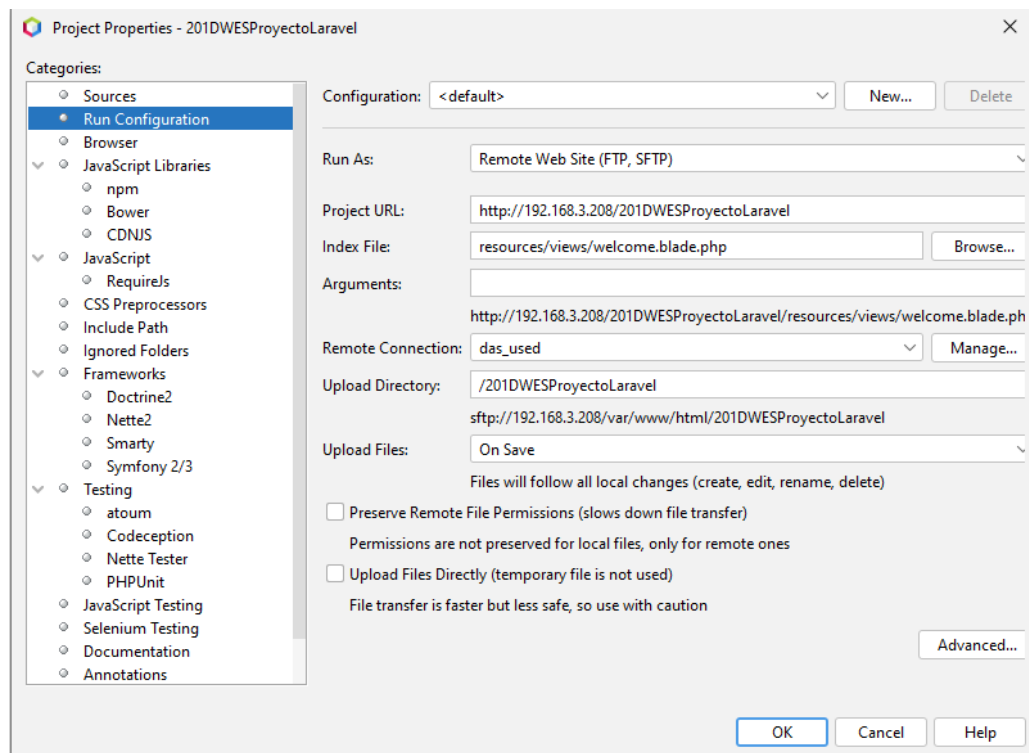 Project Properties - 201DWESProyectoLaravel
Categories:
Sources
Run Configuration
Browser
JavaScript Libraries
npm
Bower
CDNJS
JavaScript
RequireJs
CSS Preprocessors
Include Path
Ignored Folders
Frameworks
Doctrine2
Nette2
Smarty
Symfony 2/3
Testing
atoum
Codeception
Nette Tester
PHPUnit
JavaScript Testing
Selenium Testing
Documentation
Annotations
Configuration: <default> New... Delete
Run As: Remote Web Site (FTP, SFTP)
Project URL: http://192.168.3.208/201DWESProyectoLaravel
Index File: resources/views/welcome.blade.php Browse...
Arguments:
http://192.168.3.208/201DWESProyectoLaravel/resources/views/welcome.blade.ph
Remote Connection: das_used Manage...
Upload Directory: /201DWESProyectoLaravel
sftp://192.168.3.208/var/www/html/201DWESProyectoLaravel
Upload Files: On Save
Files will follow all local changes (create, edit, rename, delete)
Preserve Remote File Permissions (slows down file transfer)
Permissions are not preserved for local files, only for remote ones
Upload Files Directly (temporary file is not used)
File transfer is faster but less safe, so use with caution
Advanced...
OK Cancel Help